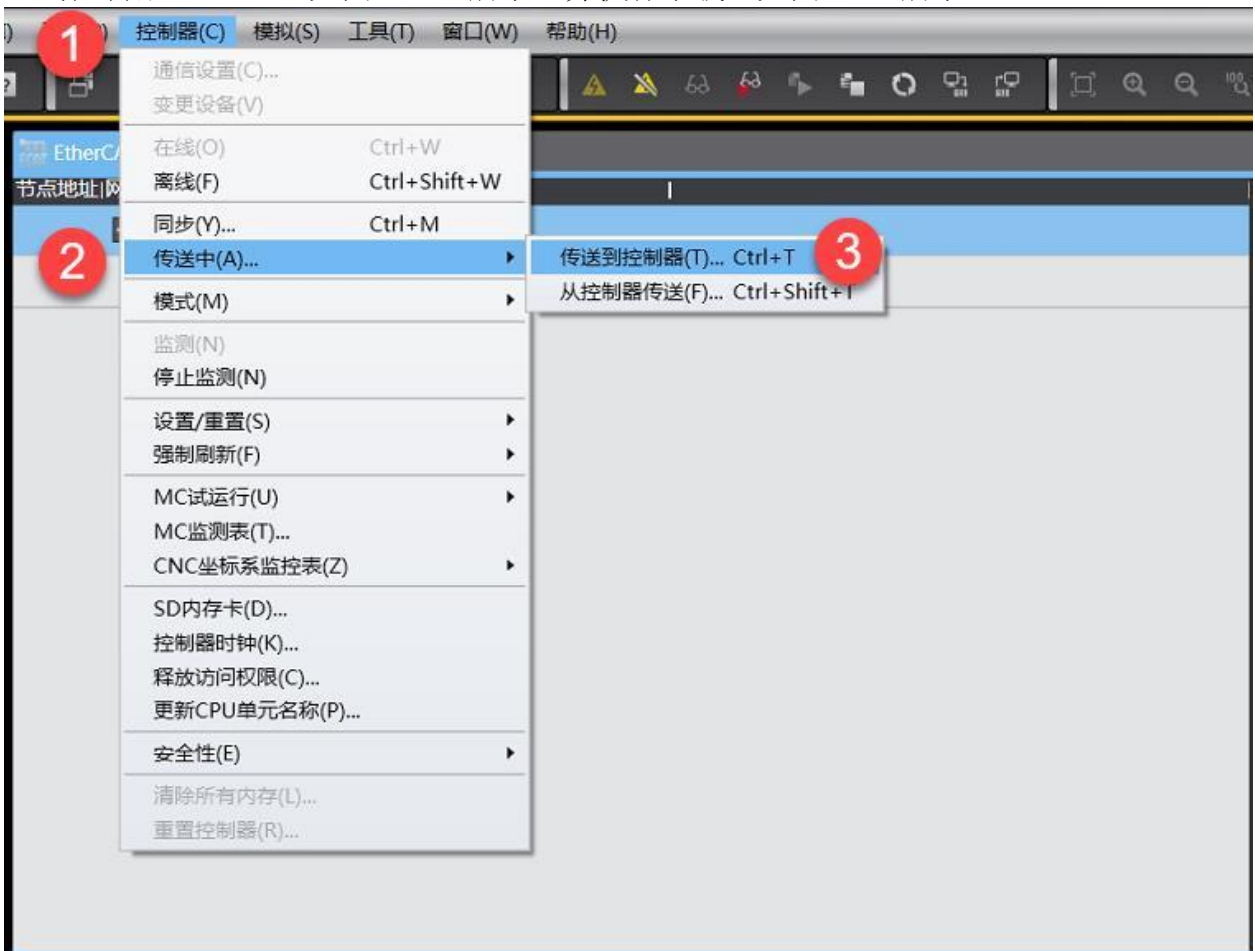 控制器(C) 模拟(S) 工具(T) 窗口(W) 帮助(H)
1
通信设置(C)...
变更设备(V)
在线(O) Ctrl+W
离线(F) Ctrl+Shift+W
节点地址|网
同步(Y)... Ctrl+M
2
传送中(A)...
传送到控制器(T)... Ctrl+T
3
从控制器传送(F)... Ctrl+Shift+T
模式(M)
监测(N)
停止监测(N)
设置/重置(S)
强制刷新(F)
MC试运行(U)
MC监测表(T)...
CNC坐标系监控表(Z)
SD内存卡(D)...
控制器时钟(K)...
释放访问权限(C)...
更新CPU单元名称(P)...
安全性(E)
清除所有内存(L)...
重置控制器(R)...